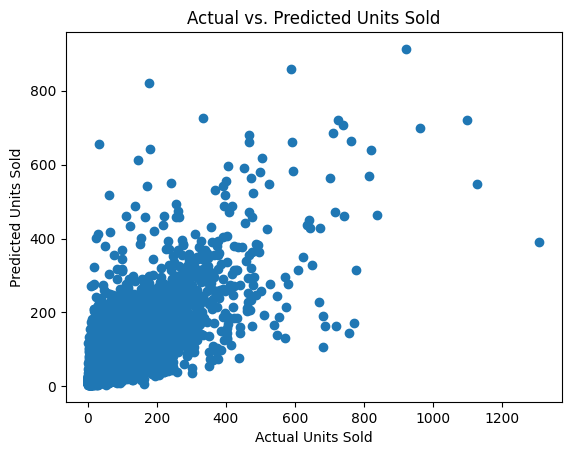 Actual vs. Predicted Units Sold
Predicted Units Sold
800
600
400
200
0
0 200 400 600 800 1000 1200
Actual Units Sold